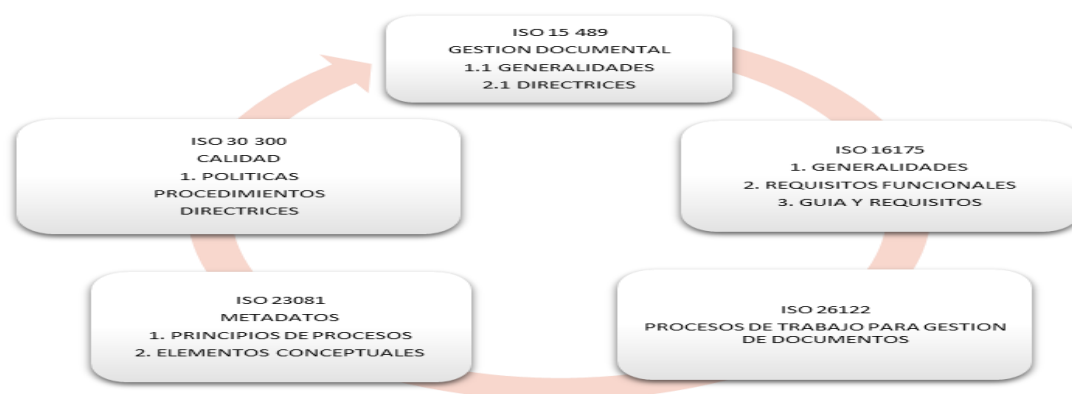 ISO 15 489
GESTION DOCUMENTAL
1.1 GENERALIDADES
2.1 DIRECTRICES
ISO 16175
1. GENERALIDADES
2. REQUISITOS FUNCIONALES
3. GUIA Y REQUISITOS
ISO 26122
PROCESOS DE TRABAJO PARA GESTION
DE DOCUMENTOS
ISO 23081
METADATOS
1. PRINCIPIOS DE PROCESOS
2. ELEMENTOS CONCEPTUALES
ISO 30 300
CALIDAD
1. POLITICAS
PROCEDIMIENTOS
DIRECTRICES